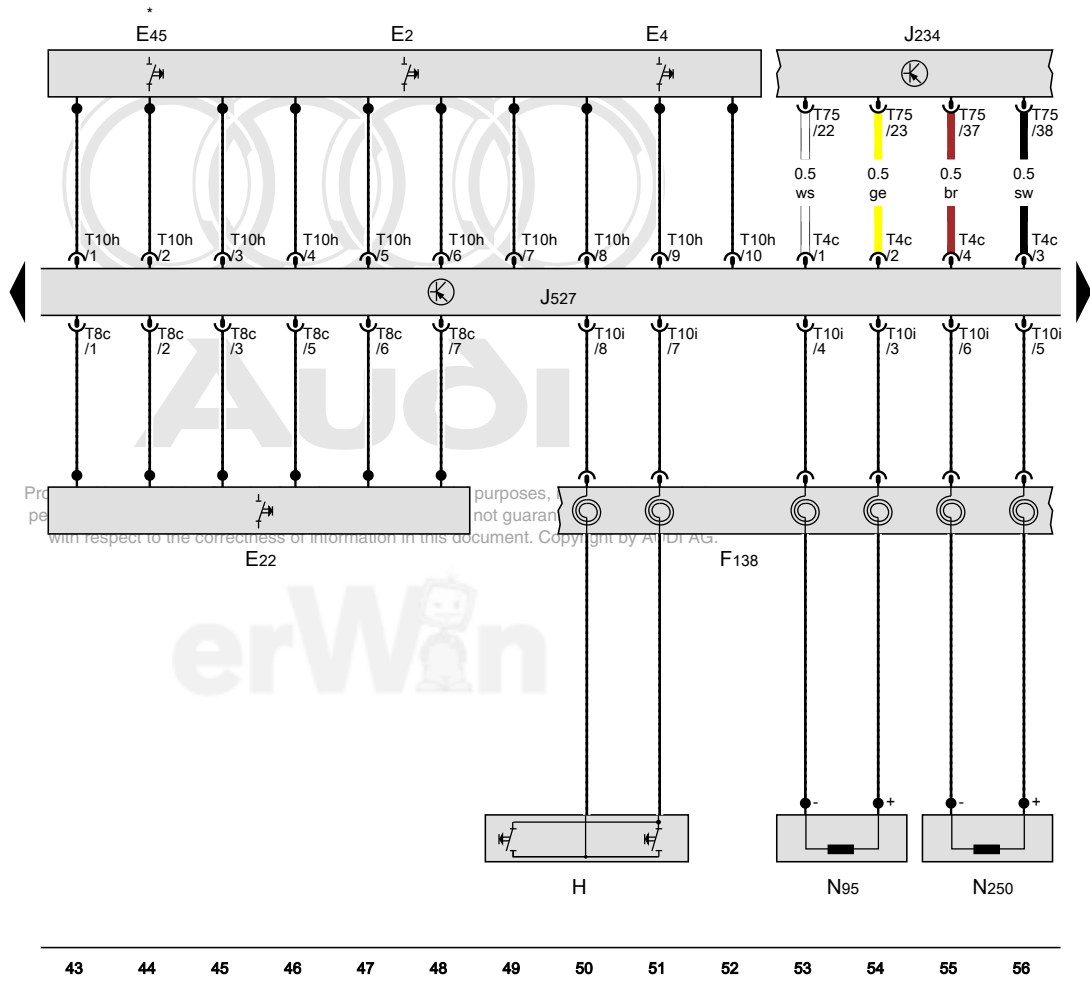 *
E45 E2 E4 J234
T75 T75 T75 T75
/22 /23 /37 /38
0.5 0.5 0.5 0.5
ws ge br sw
T10h T10h T10h T10h T10h T10h T10h T10h T10h T10h T4c T4c T4c T4c
/1 /2 /3 /4 /5 /6 /7 /8 /9 /10 /1 /2 /4 /3
J527
T8c T8c T8c T8c T8c T8c T10i T10i T10i T10i T10i T10i
/1 /2 /3 /5 /6 /7 /8 /7 /4 /3 /6 /5
Audi
purposes,
not
with respect to the correctness of information in this document. Copyright by AUDI AG.
E22 F138
erWin
- + - +
H N95 N250
43 44 45 46 47 48 49 50 51 52 53 54 55 56